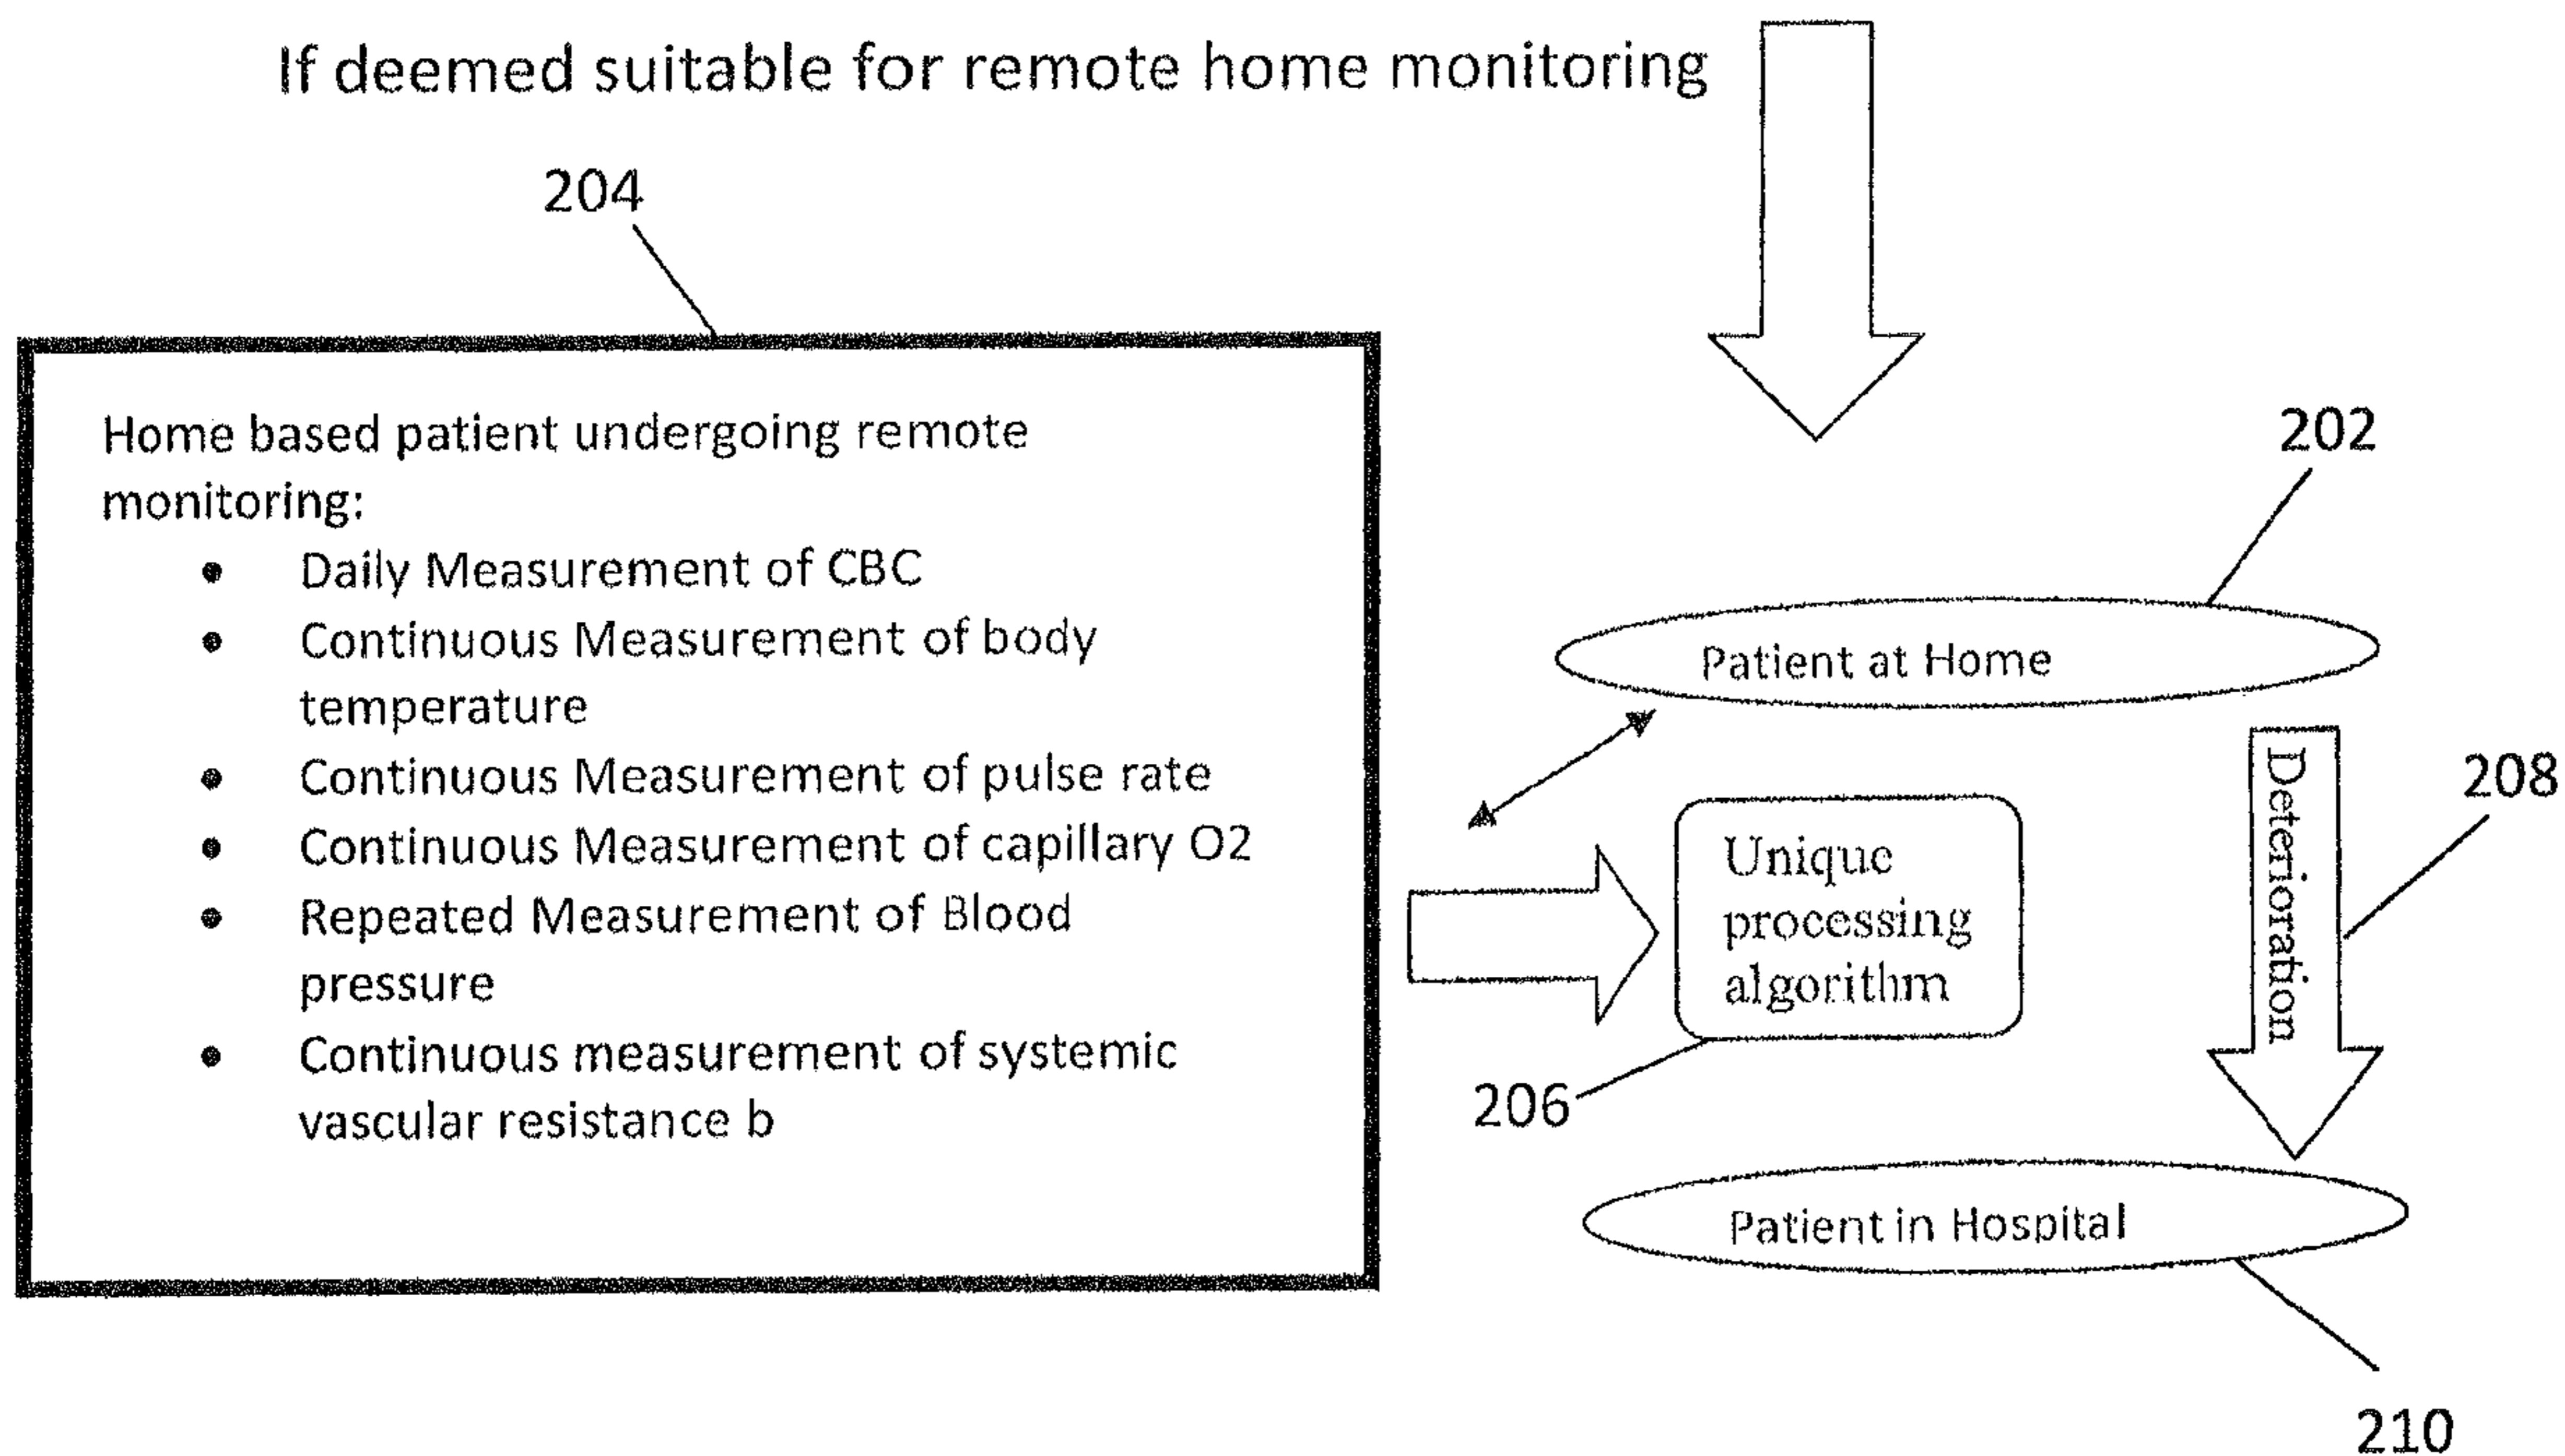 If deemed suitable for remote home monitoring
204
Home based patient undergoing remote
monitoring:
• Daily Measurement of CBC
• Continuous Measurement of body
temperature
• Continuous Measurement of pulse rate
• Continuous Measurement of capillary O2
• Repeated Measurement of Blood
pressure
• Continuous measurement of systemic
vascular resistance b
202
Patient at Home
Unique
processing
algorithm
206
Deterioration
208
Patient in Hospital
210